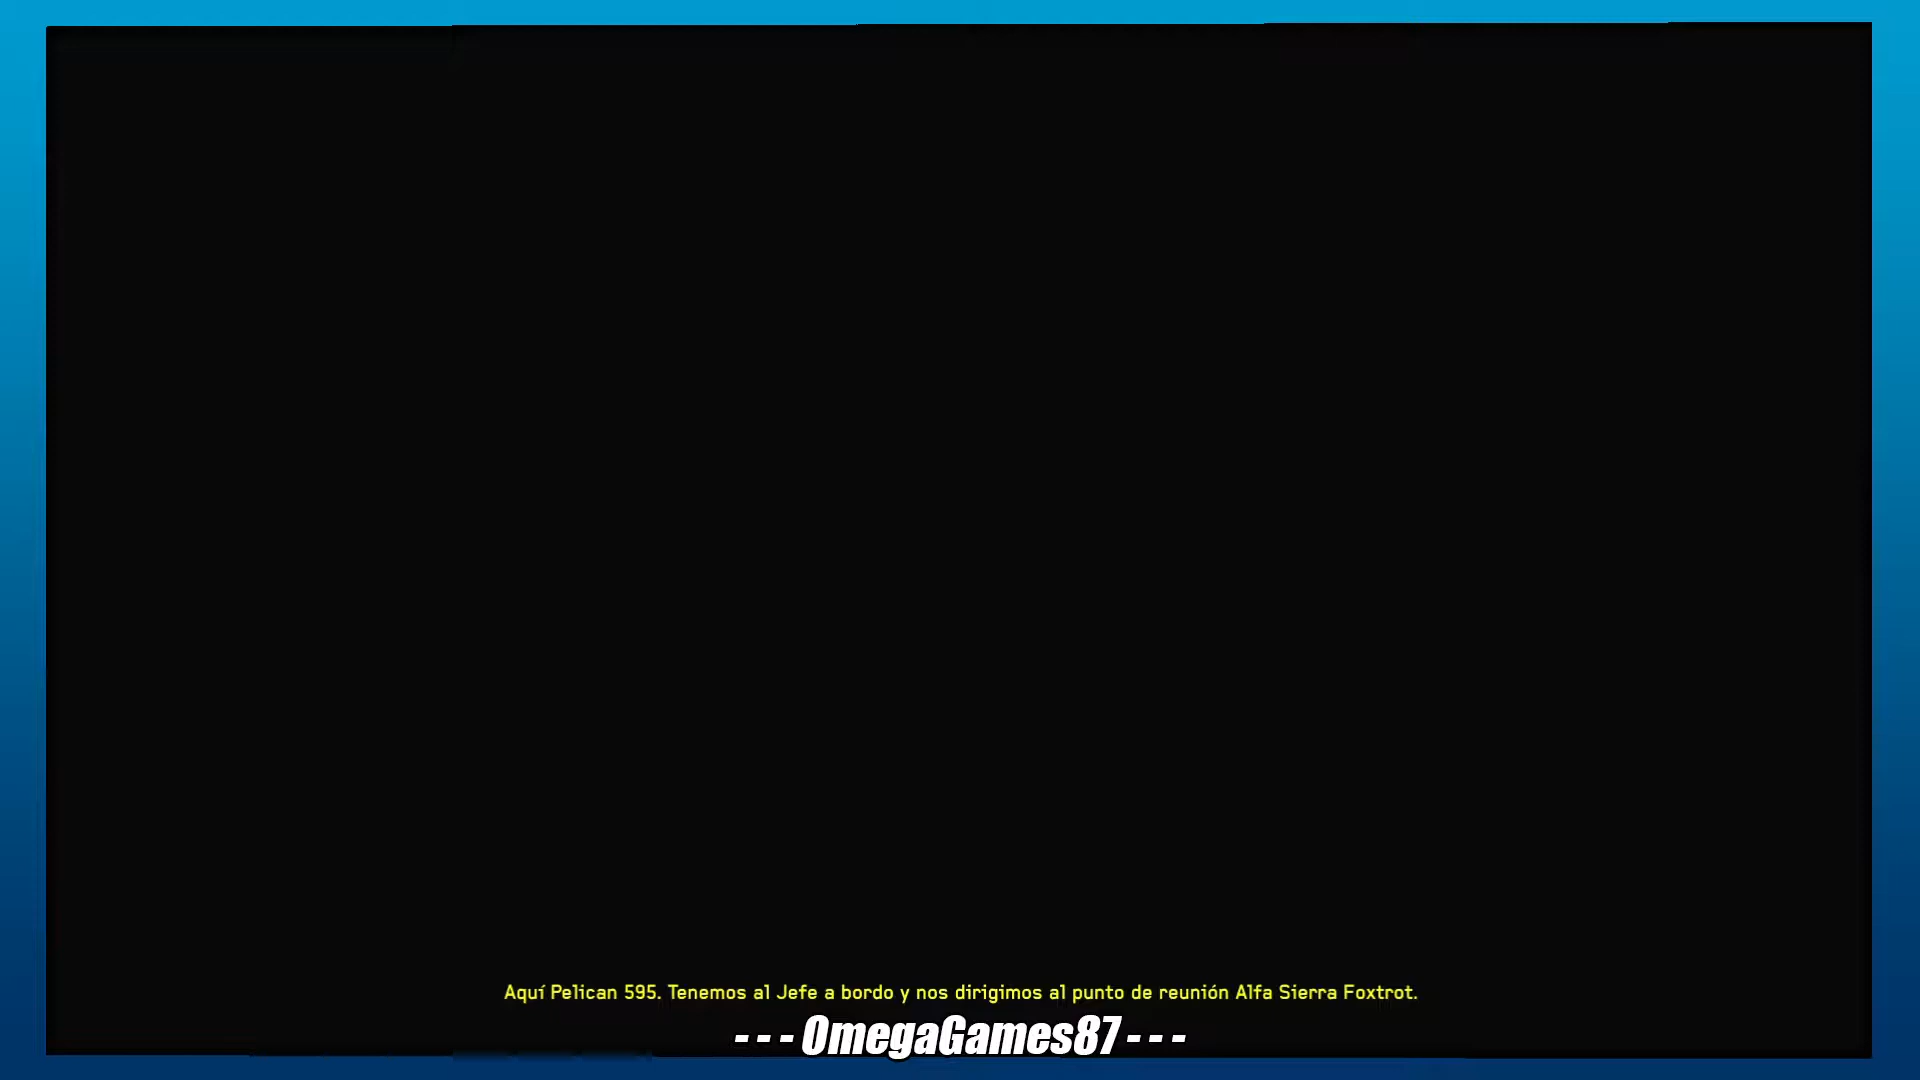 Aquí Pelican 595. Tenemos al Jefe a bordo y nos dirigimos al punto de reunión Alfa Sierra Foxtrot.
---OmegaGames87---